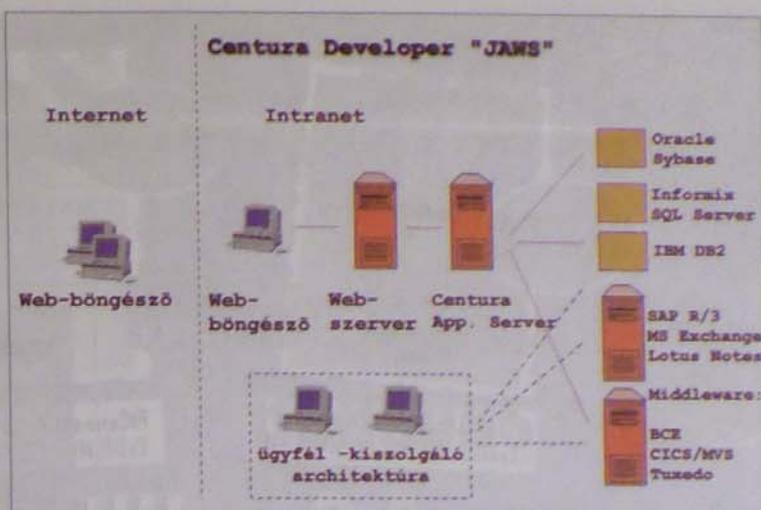 Centura Developer "JAWS"
Internet
Intranet
Oracle
Sybase
Informix
SQL Server
IBM DB2
Web-böngésző
Web-
böngésző
Web-
szerver
Centura
App. Server
SAP R/3
MS Exchange
Lotus Notes
Middleware:
BCE
CICS/MVS
Tuxedo
ügyfél -kiszolgáló
architektúra